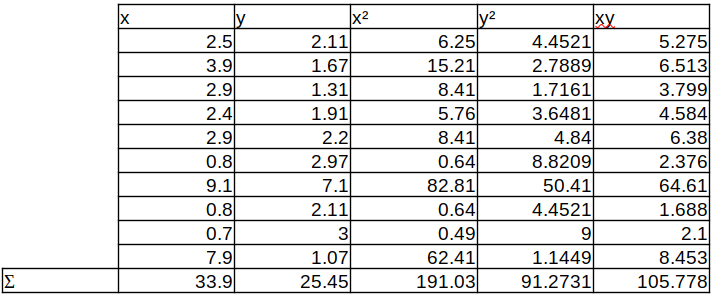 x y x² y² xy
2.5 2.11 6.25 4.4521 5.275
3.9 1.67 15.21 2.7889 6.513
2.9 1.31 8.41 1.7161 3.799
2.4 1.91 5.76 3.6481 4.584
2.9 2.2 8.41 4.84 6.38
0.8 2.97 0.64 8.8209 2.376
9.1 7.1 82.81 50.41 64.61
0.8 2.11 0.64 4.4521 1.688
0.7 3 0.49 9 2.1
7.9 1.07 62.41 1.1449 8.453
Σ 33.9 25.45 191.03 91.2731 105.778